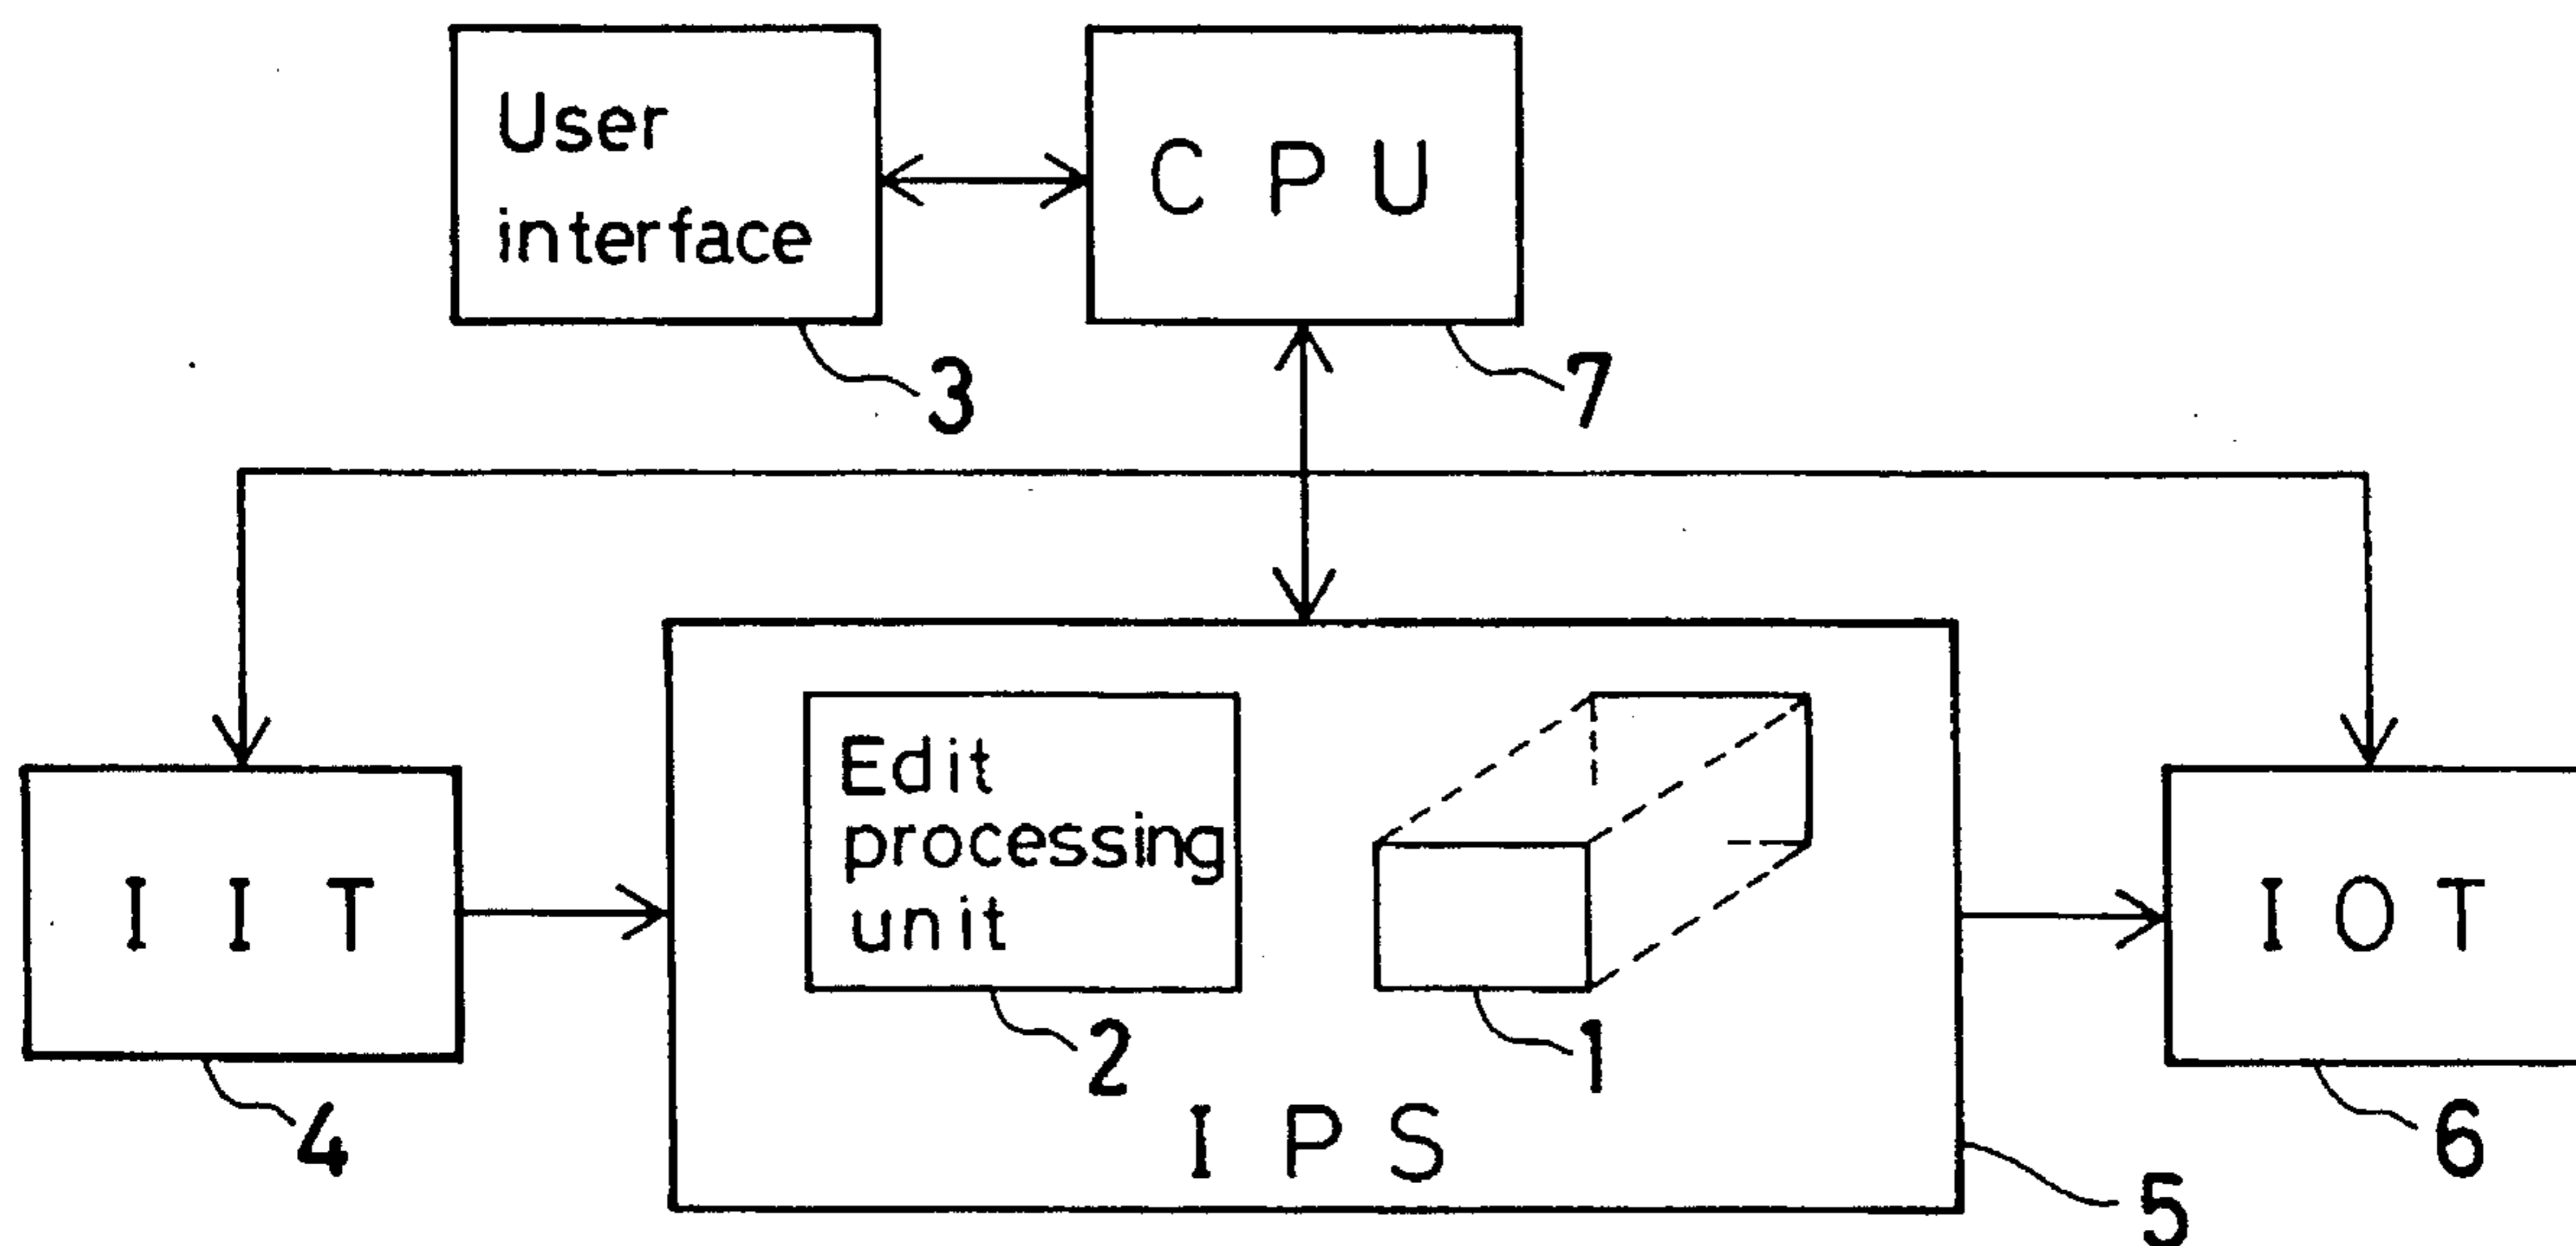 User
interface
C P U
3
7
Edit
processing
unit
I I T
I O T
2
1
4
I P S
6
5